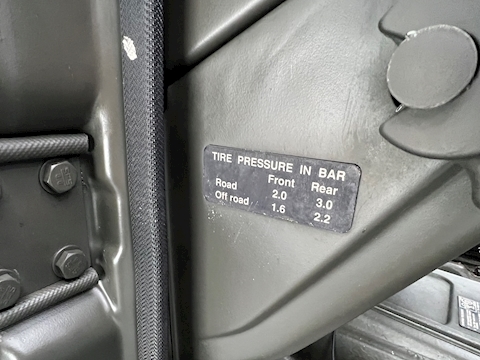 TIRE PRESSURE IN BAR
Front Rear
Road 2.0 3.0
Off road 1.6 2.2